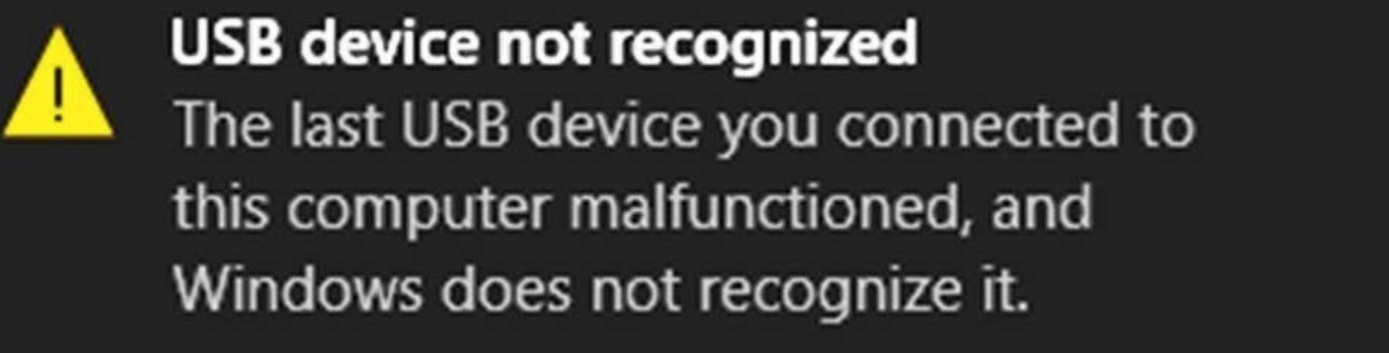 USB device not recognized
The last USB device you connected to
this computer malfunctioned, and
Windows does not recognize it.